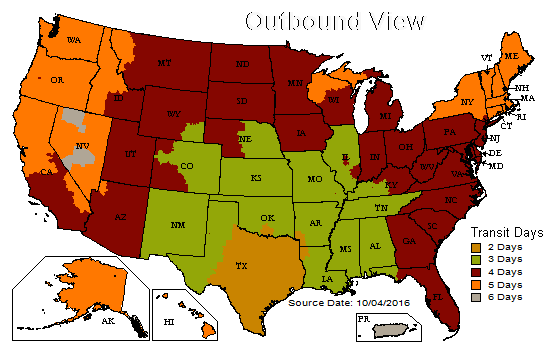 Outbound View
WA
OR
CA
NV
ID
MT
WY
UT
AZ
CO
NM
ND
SD
NE
KS
OK
TX
MN
IA
MO
AR
LA
WI
IL
MI
IN
OH
KY
TN
MS
AL
GA
FL
SC
NC
VA
WV
PA
NY
VT
ME
NH
MA
RI
CT
NJ
DE
MD
AK
HI
PR
Transit Days
2 Days
3 Days
4 Days
5 Days
6 Days
Source Date: 10/04/2016